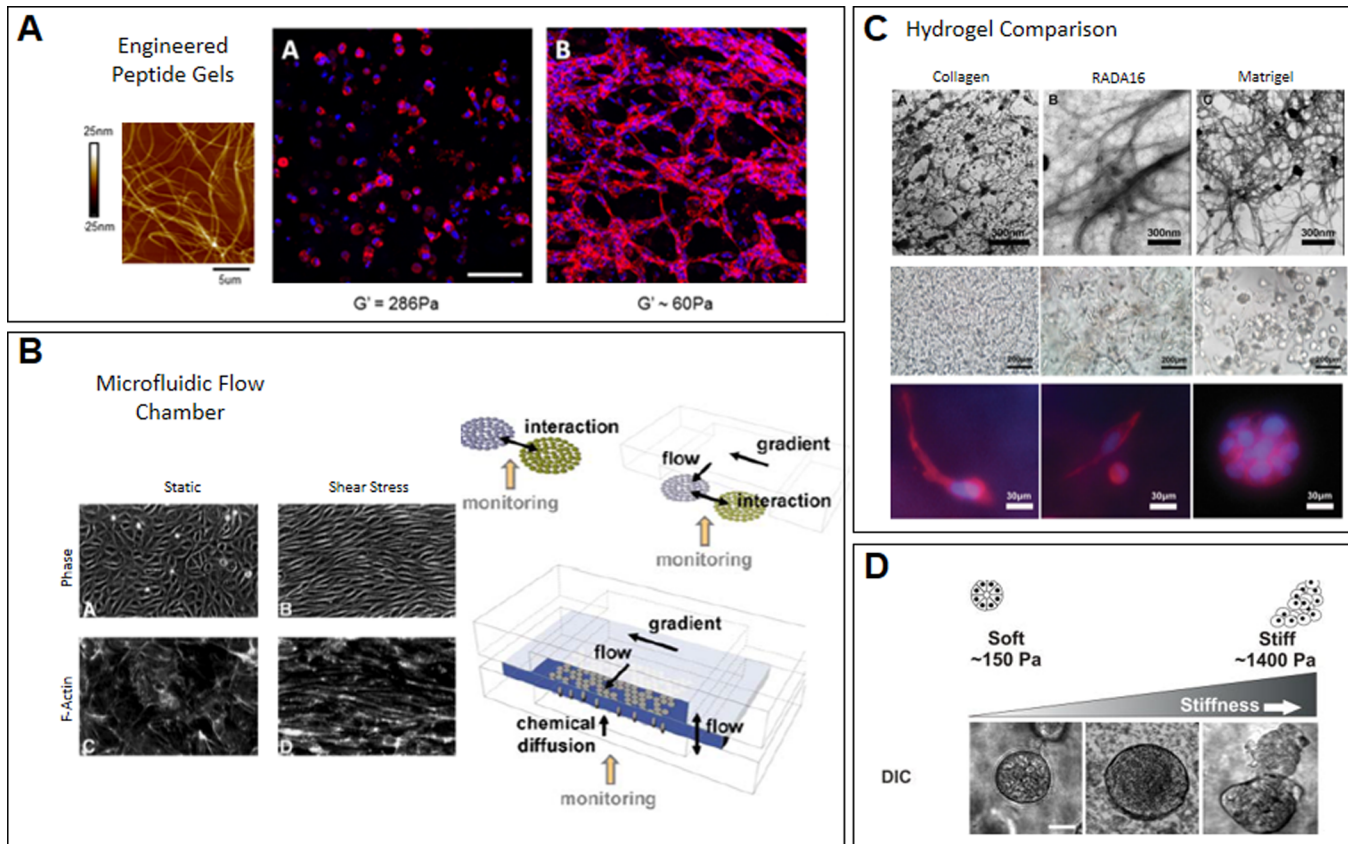 A
Engineered
Peptide Gels
25nm
25nm
5um
A
B
G' = 286Pa
G' ~ 60Pa
B
Microfluidic Flow
Chamber
Static
Shear Stress
Phase
F-Actin
A
B
C
D
interaction
monitoring
gradient
flow
interaction
monitoring
gradient
flow
chemical
diffusion
flow
monitoring
C
Hydrogel Comparison
Collagen
RADA16
Matrigel
A
B
C
300nm
300nm
300nm
200µm
200µm
200µm
30µm
30µm
30µm
D
Soft
~150 Pa
Stiff
~1400 Pa
Stiffness
DIC